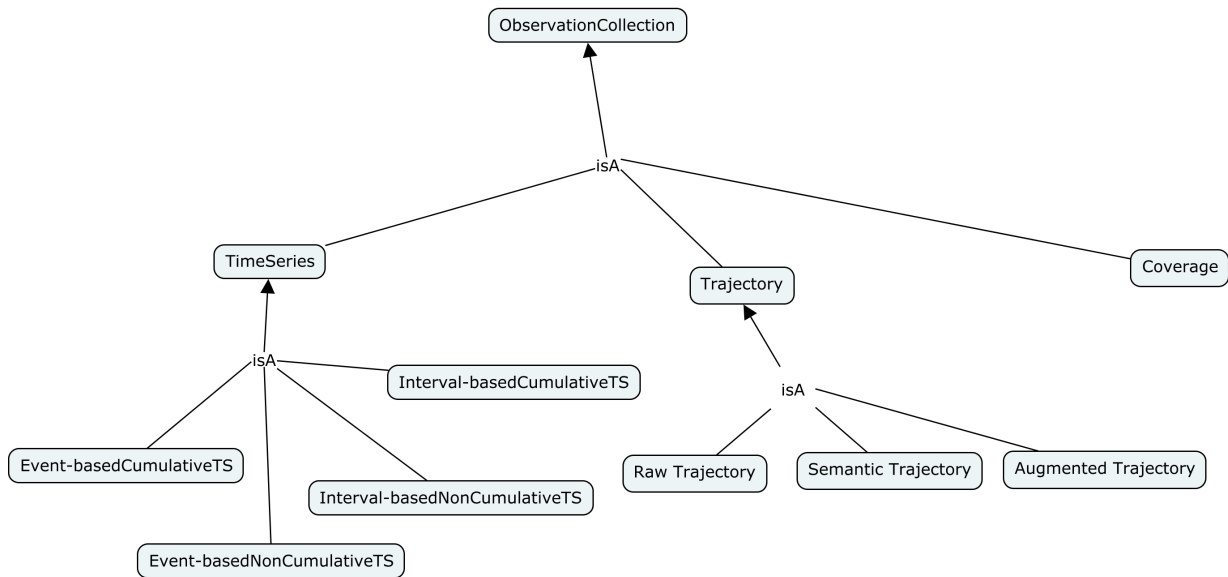 ObservationCollection
isA
TimeSeries
Trajectory
Coverage
isA
Interval-basedCumulativeTS
isA
Event-basedCumulativeTS
Raw Trajectory
Semantic Trajectory
Augmented Trajectory
Interval-basedNonCumulativeTS
Event-basedNonCumulativeTS